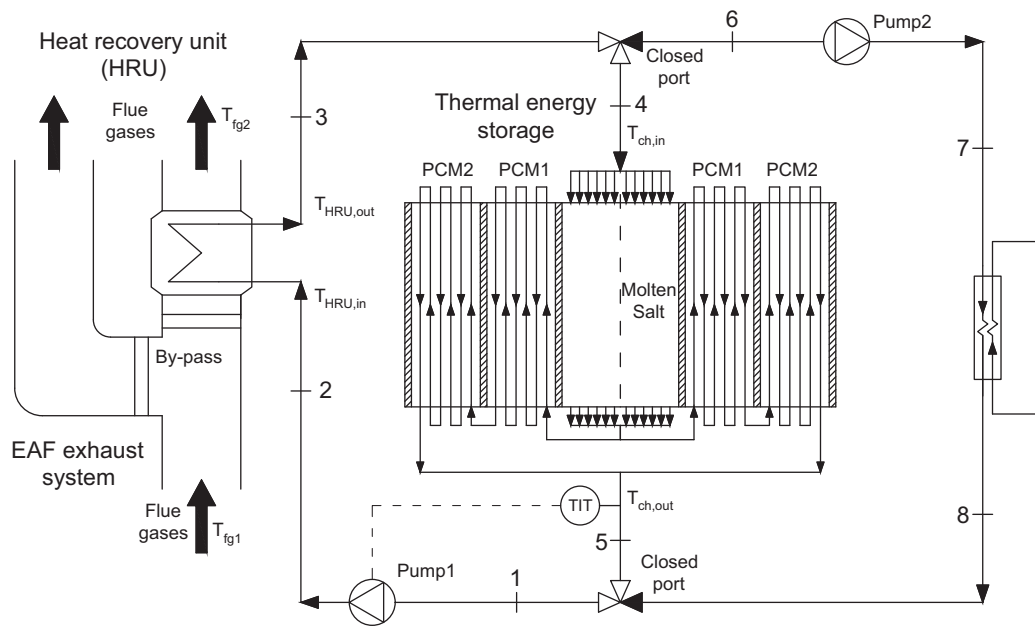 Heat recovery unit
(HRU)
Flue
gases
T_fg2
3
T_HRU,out
T_HRU,in
By-pass
2
EAF exhaust
system
Flue
gases
T_fg1
Pump1
1
6
Pump2
Closed
port
Thermal energy
storage
4
T_ch,in
PCM2
PCM1
PCM1
PCM2
Molten
Salt
7
TIT
T_ch,out
5
Closed
port
8